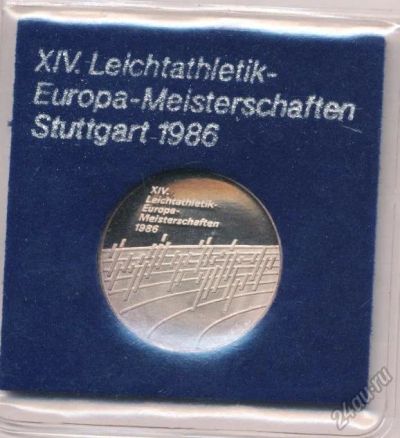 XIV. Leichtathletik-
Europa-Meisterschaften
Stuttgart 1986
XIV.
Leichtathletik-
Europa-
Meisterschaften
1986
24au.ru